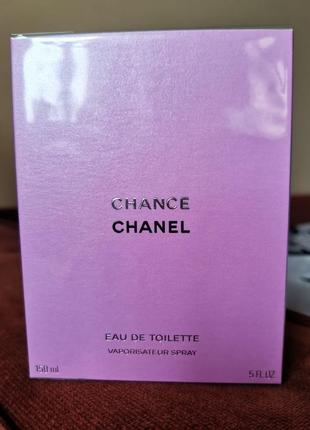 CHANCE
CHANEL
EAU DE TOILETTE
VAPORISATEUR SPRAY
150 ml
5 FL.OZ